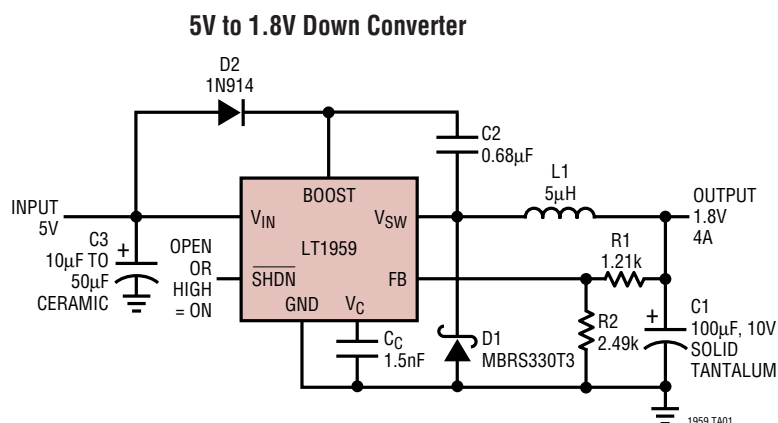 5V to 1.8V Down Converter
D2
1N914
C2
0.68µF
L1
5µH
INPUT
5V
BOOST
VIN
VSW
OUTPUT
1.8V
4A
C3
10µF TO
50µF
CERAMIC
+
OPEN
OR
HIGH
= ON
LT1959
SHDN
FB
GND
VC
R1
1.21k
CC
1.5nF
D1
MBRS330T3
R2
2.49k
+
C1
100µF, 10V
SOLID
TANTALUM
1959 TA01